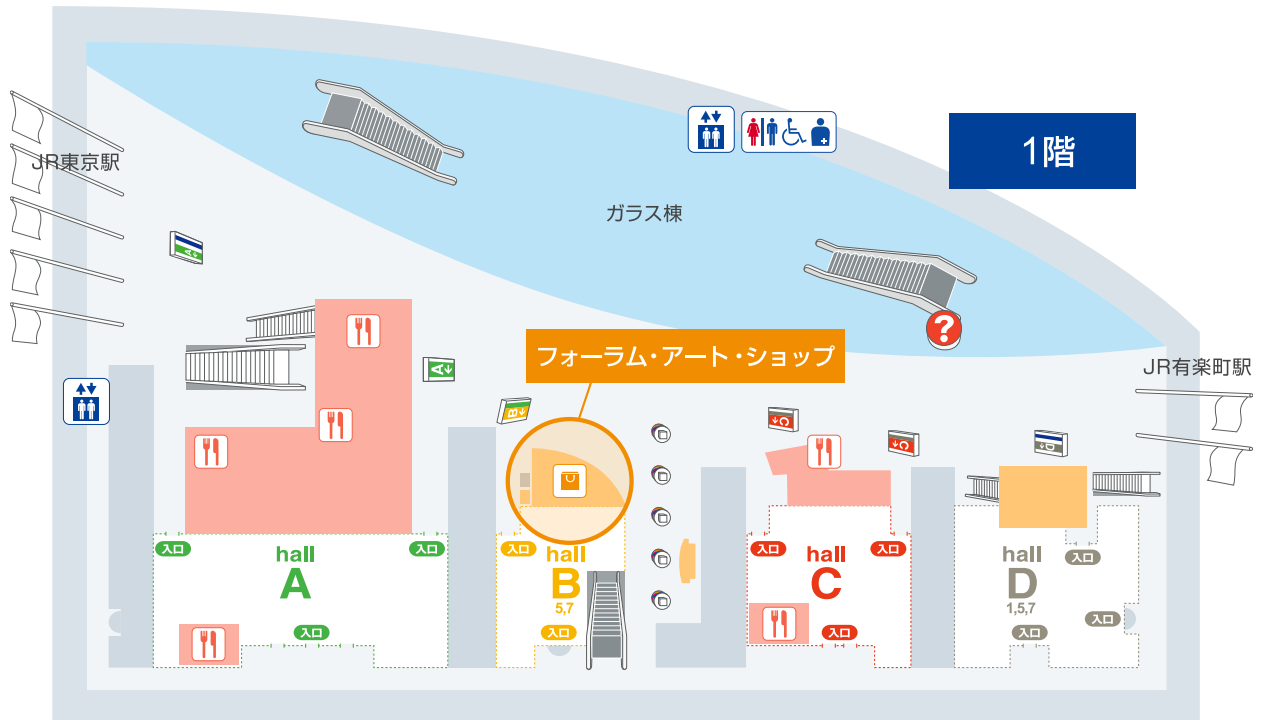 1階
JR東京駅
ガラス棟
A
?
フォーラム・アート・ショップ
JR有楽町駅
A
B
C
C
D
入口
入口
入口
入口
入口
入口
hall
A
hall
B
5,7
hall
C
hall
D
1,5,7
入口
入口
入口
入口
入口